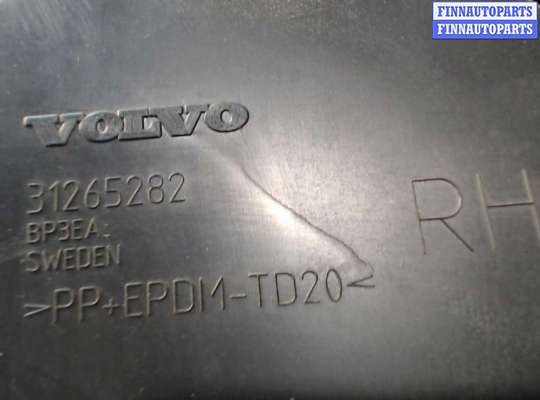 FINNAUTOPARTS
FINNAUTOPARTS
VOLVO
31265282
BP3EA:
SWEDEN
>PP+EPDM-TD20<
RH